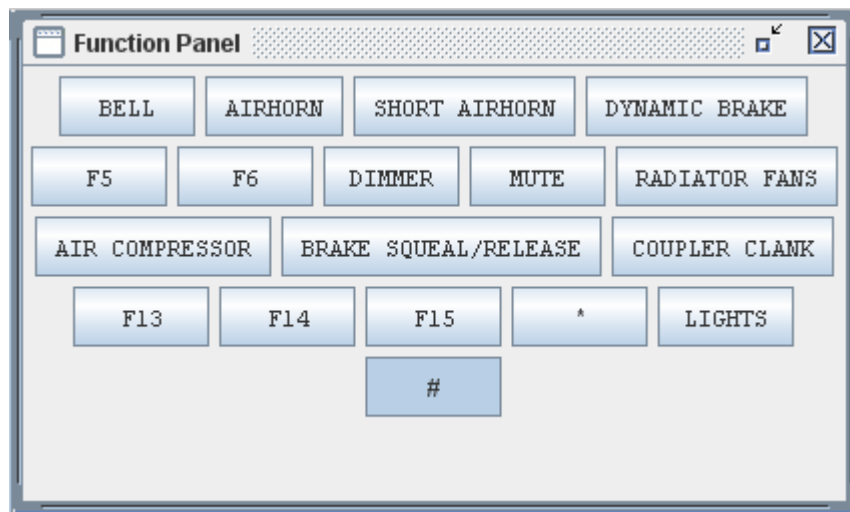 Function Panel
BELL AIRHORN SHORT AIRHORN DYNAMIC BRAKE
F5 F6 DIMMER MUTE RADIATOR FANS
AIR COMPRESSOR BRAKE SQUEAL/RELEASE COUPLER CLANK
F13 F14 F15 * LIGHTS
#